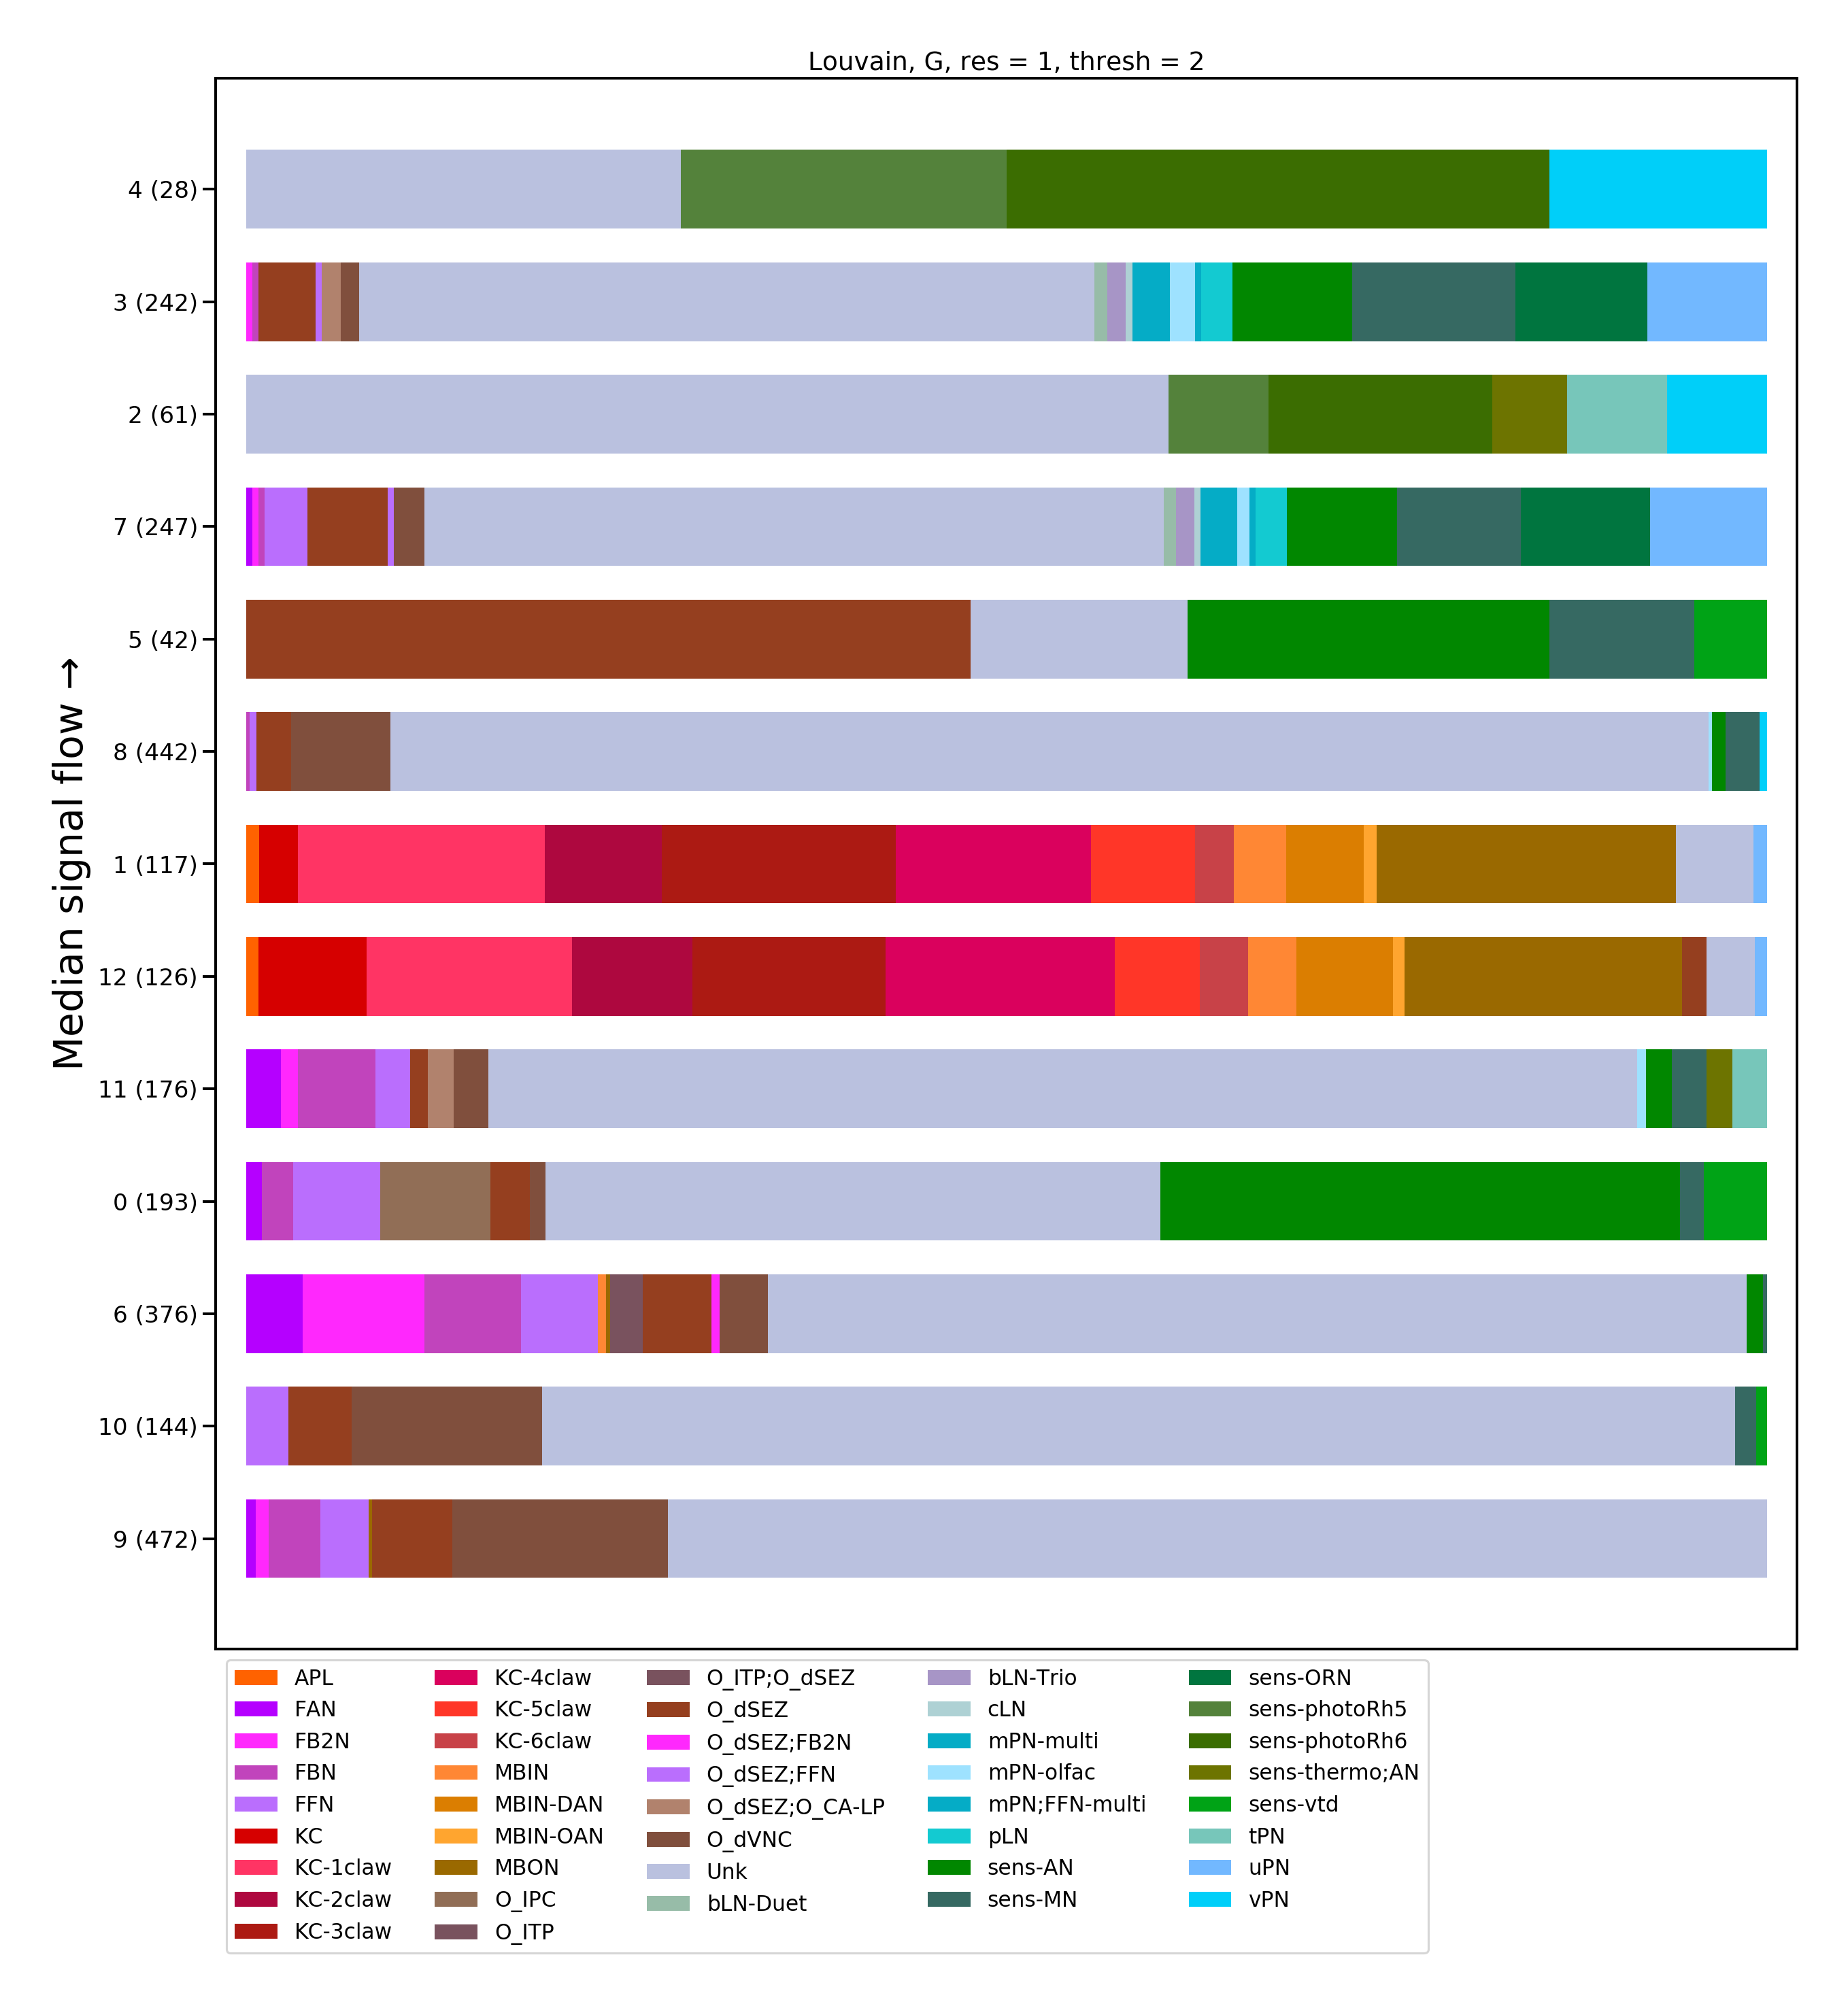 Louvain, G, res = 1, thresh = 2
Median signal flow →
4 (28)
3 (242)
2 (61)
7 (247)
5 (42)
8 (442)
1 (117)
12 (126)
11 (176)
0 (193)
6 (376)
10 (144)
9 (472)
APL
FAN
FB2N
FBN
FFN
KC
KC-1claw
KC-2claw
KC-3claw
KC-4claw
KC-5claw
KC-6claw
MBIN
MBIN-DAN
MBIN-OAN
MBON
O_IPC
O_ITP
O_ITP;O_dSEZ
O_dSEZ
O_dSEZ;FB2N
O_dSEZ;FFN
O_dSEZ;O_CA-LP
O_dVNC
Unk
bLN-Duet
bLN-Trio
cLN
mPN-multi
mPN-olfac
mPN;FFN-multi
pLN
sens-AN
sens-MN
sens-ORN
sens-photoRh5
sens-photoRh6
sens-thermo;AN
sens-vtd
tPN
uPN
vPN